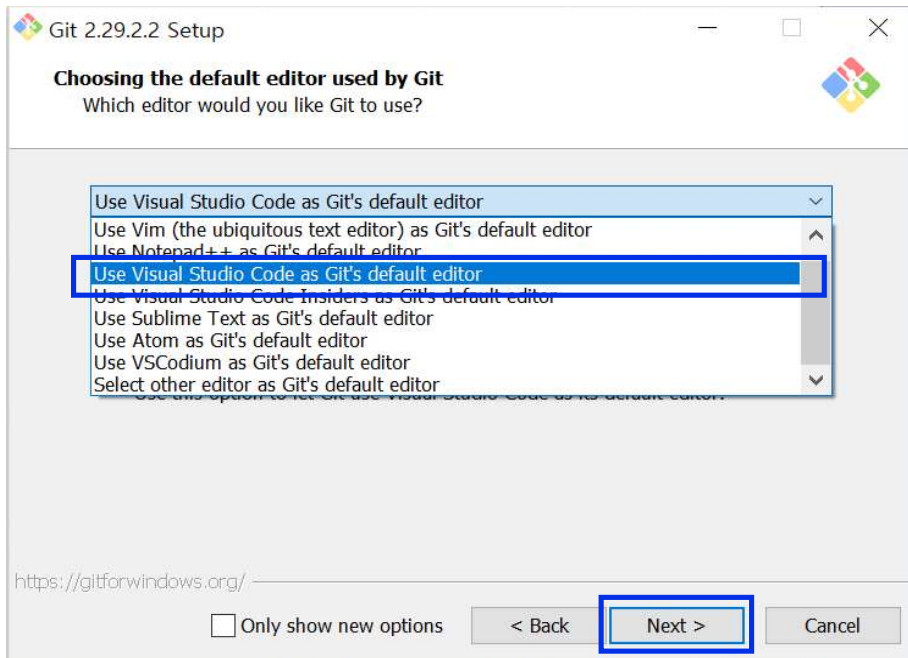 Git 2.29.2.2 Setup
Choosing the default editor used by Git
Which editor would you like Git to use?
Use Visual Studio Code as Git's default editor
Use Vim (the ubiquitous text editor) as Git's default editor
Use Notepad++ as Git's default editor
Use Visual Studio Code as Git's default editor
Use Visual Studio Code Insiders as Git's default editor
Use Sublime Text as Git's default editor
Use Atom as Git's default editor
Use VSCodium as Git's default editor
Select other editor as Git's default editor
Use this option to let Git use Visual Studio Code as its default editor.
https://gitforwindows.org/
Only show new options
< Back
Next >
Cancel